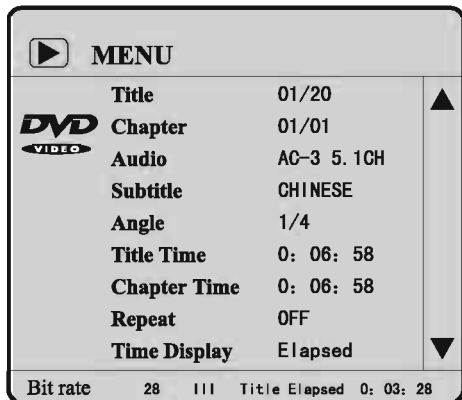 MENU
Title 01/20
DVD Chapter 01/01
VIDEO
Audio AC-3 5.1CH
Subtitle CHINESE
Angle 1/4
Title Time 0: 06: 58
Chapter Time 0: 06: 58
Repeat OFF
Time Display Elapsed
Bit rate 28 III Title Elapsed 0: 03: 28